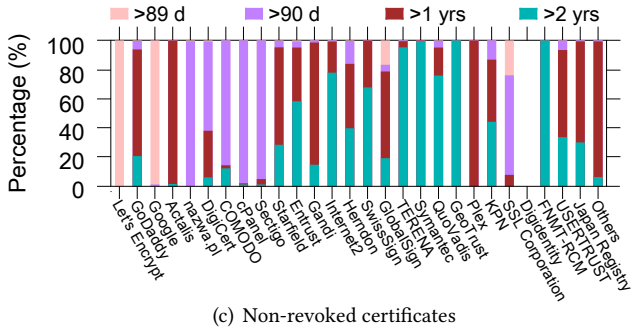 >89 d >90 d >1 yrs >2 yrs
Percentage (%)
100
80
60
40
20
0
Let's Encrypt
GoDaddy
Google
Actalis
nazwa.pl
DigiCert
COMODO
cPanel
Sectigo
Starfield
Entrust
Gandi
Internet2
Herndon
SwissSign
GlobalSign
TERENA
Symantec
QuoVadis
GeoTrust
Plex
KPN
SSL Corporation
Digidentity
FNMT-RCM
USERTRUST
Japan Registry
Others
(c) Non-revoked certificates